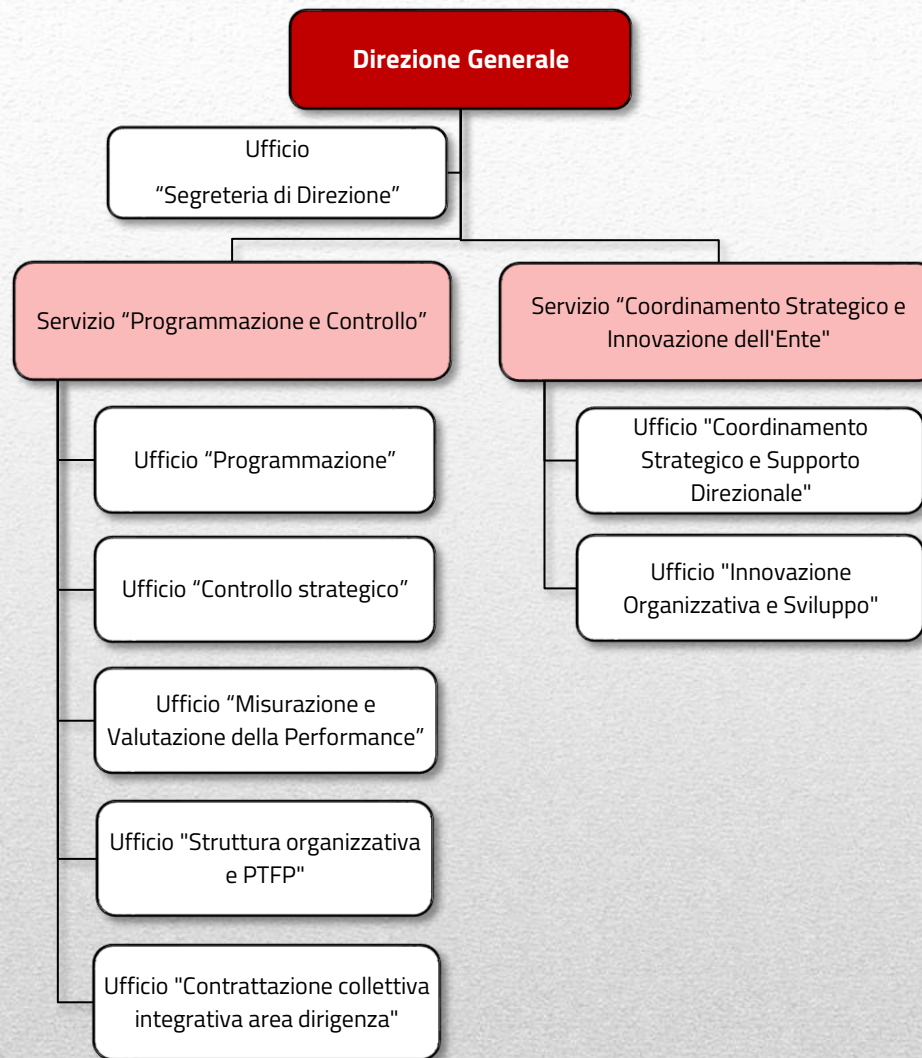 Direzione Generale
Ufficio
“Segreteria di Direzione”
Servizio “Programmazione e Controllo”
Ufficio “Programmazione”
Ufficio “Controllo strategico”
Ufficio “Misurazione e
Valutazione della Performance”
Ufficio "Struttura organizzativa
e PTFP"
Ufficio "Contrattazione collettiva
integrativa area dirigenza"
Servizio “Coordinamento Strategico e
Innovazione dell'Ente"
Ufficio "Coordinamento
Strategico e Supporto
Direzionale"
Ufficio "Innovazione
Organizzativa e Sviluppo"